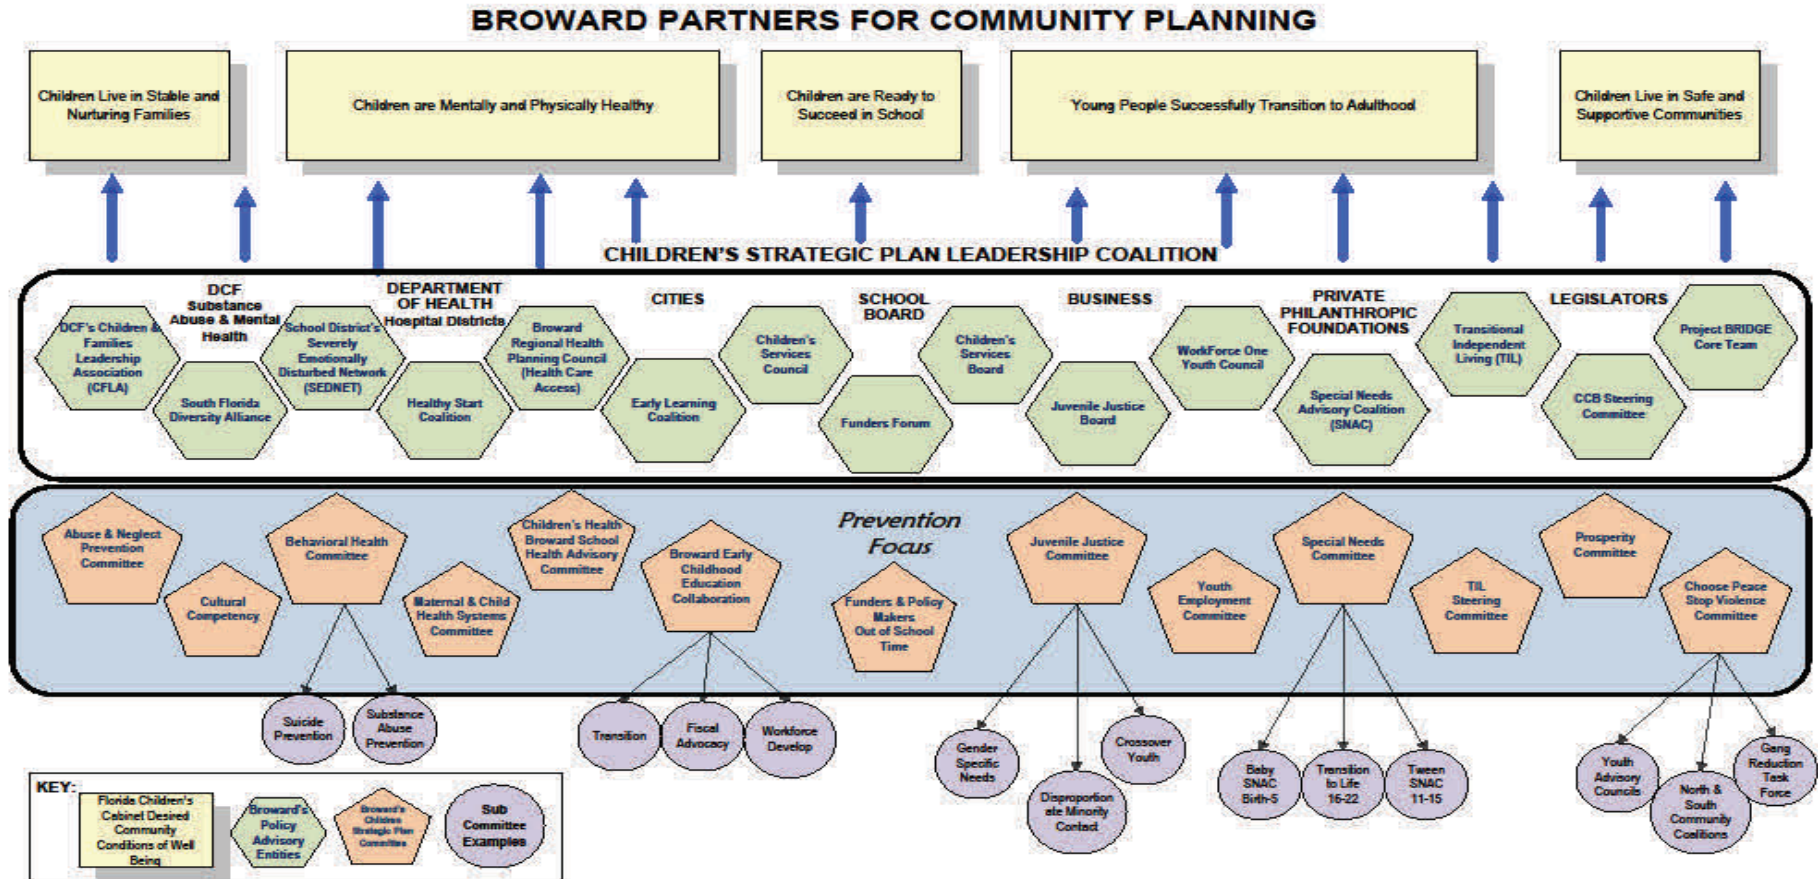 BROWARD PARTNERS FOR COMMUNITY PLANNING
Children Live in Stable and
Nurturing Families
Children are Mentally and Physically Healthy
Children are Ready to
Succeed in School
Young People Successfully Transition to Adulthood
Children Live in Safe and
Supportive Communities
CHILDREN'S STRATEGIC PLAN LEADERSHIP COALITION
DCF
Substance
Abuse & Mental
Health
DEPARTMENT
OF HEALTH
Hospital Districts
CITIES
SCHOOL
BOARD
BUSINESS
PRIVATE
PHILANTHROPIC
FOUNDATIONS
LEGISLATORS
DCF's Children &
Families
Leadership
Association
(CFLA)
South Florida
Diversity Alliance
School District's
Severely
Emotionally
Disturbed Network
(SEDNET)
Healthy Start
Coalition
Broward
Regional Health
Planning Council
(Health Care
Access)
Early Learning
Coalition
Children's
Services
Council
Funders Forum
Children's
Services
Board
Juvenile Justice
Board
WorkForce One
Youth Council
Special Needs
Advisory Coalition
(SNAC)
Transitional
Independent
Living (TIL)
CCB Steering
Committee
Project BRIDGE
Core Team
Prevention
Focus
Abuse & Neglect
Prevention
Committee
Cultural
Competency
Behavioral Health
Committee
Maternal & Child
Health Systems
Committee
Children's Health
Broward School
Health Advisory
Committee
Broward Early
Childhood
Education
Collaboration
Funders & Policy
Makers
Out of School
Time
Juvenile Justice
Committee
Youth
Employment
Committee
Special Needs
Committee
TIL
Steering
Committee
Prosperity
Committee
Choose Peace
Stop Violence
Committee
Suicide
Prevention
Substance
Abuse
Prevention
Transition
Fiscal
Advocacy
Workforce
Develop
Gender
Specific
Needs
Disproportion
ate Minority
Contact
Crossover
Youth
Baby
SNAC
Birth-5
Transition
to Life
16-22
Tween
SNAC
11-15
Youth
Advisory
Councils
North &
South
Community
Coalitions
Gang
Reduction
Task
Force
KEY:
Florida Children's
Cabinet Desired
Community
Conditions of Well
Being
Broward's
Policy
Advisory
Entities
Broward's
Children
Strategic Plan
Committee
Sub
Committee
Examples